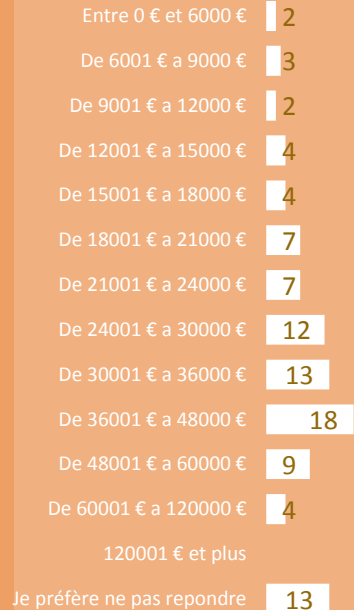 Entre 0 € et 6000 € 2
De 6001 € a 9000 € 3
De 9001 € a 12000 € 2
De 12001 € a 15000 € 4
De 15001 € a 18000 € 4
De 18001 € a 21000 € 7
De 21001 € a 24000 € 7
De 24001 € a 30000 € 12
De 30001 € a 36000 € 13
De 36001 € a 48000 € 18
De 48001 € a 60000 € 9
De 60001 € a 120000 € 4
120001 € et plus
Je préfère ne pas repondre 13